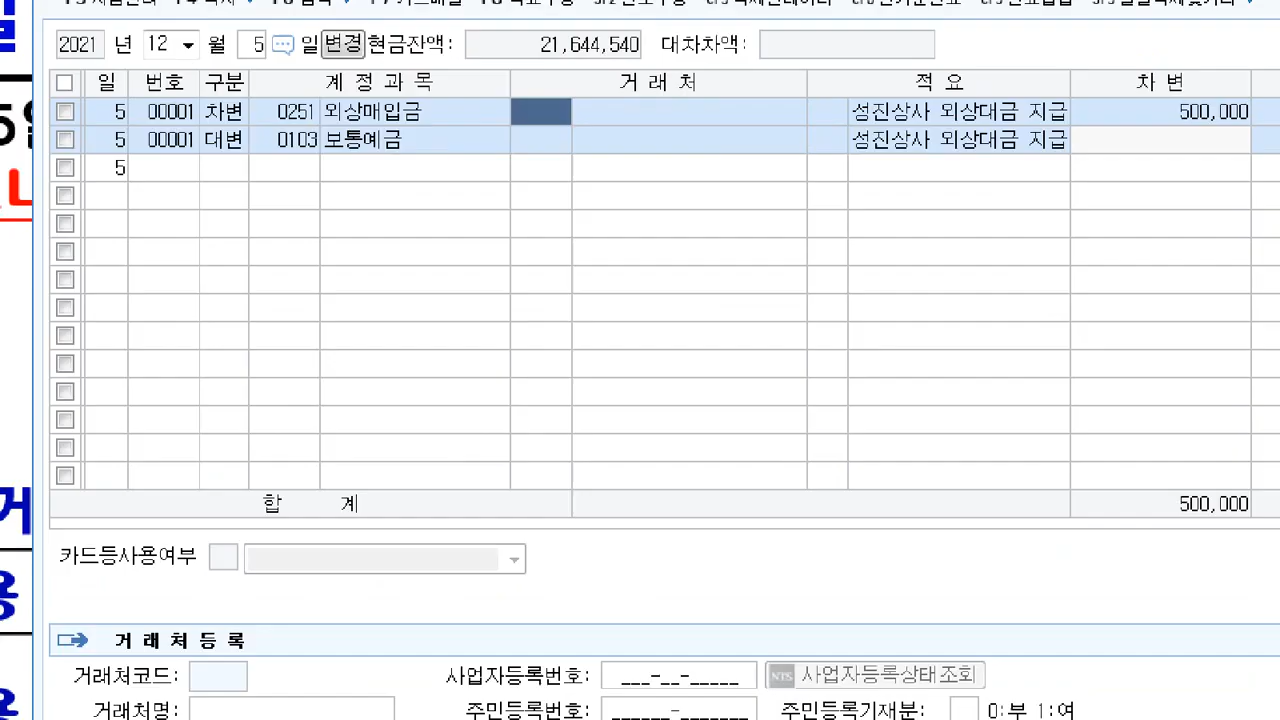 2021 년 12 월 5 일 변경 현금잔액: 21,644,540 대차차액:
일 번호 구분 계 정 과 목 거 래 처 적 요 차 변
5 00001 차변 0251 외상매입금 성진상사 외상대금 지급 500,000
5 00001 대변 0103 보통예금 성진상사 외상대금 지급
5
합 계 500,000
카드등사용여부
거 래 처 등 록
거래처코드: 사업자등록번호: ___-__-_____ NTS 사업자등록상태조회
거래처명: 주민등록번호: ______-_______ 주민등록기재분: 0:부 1:여